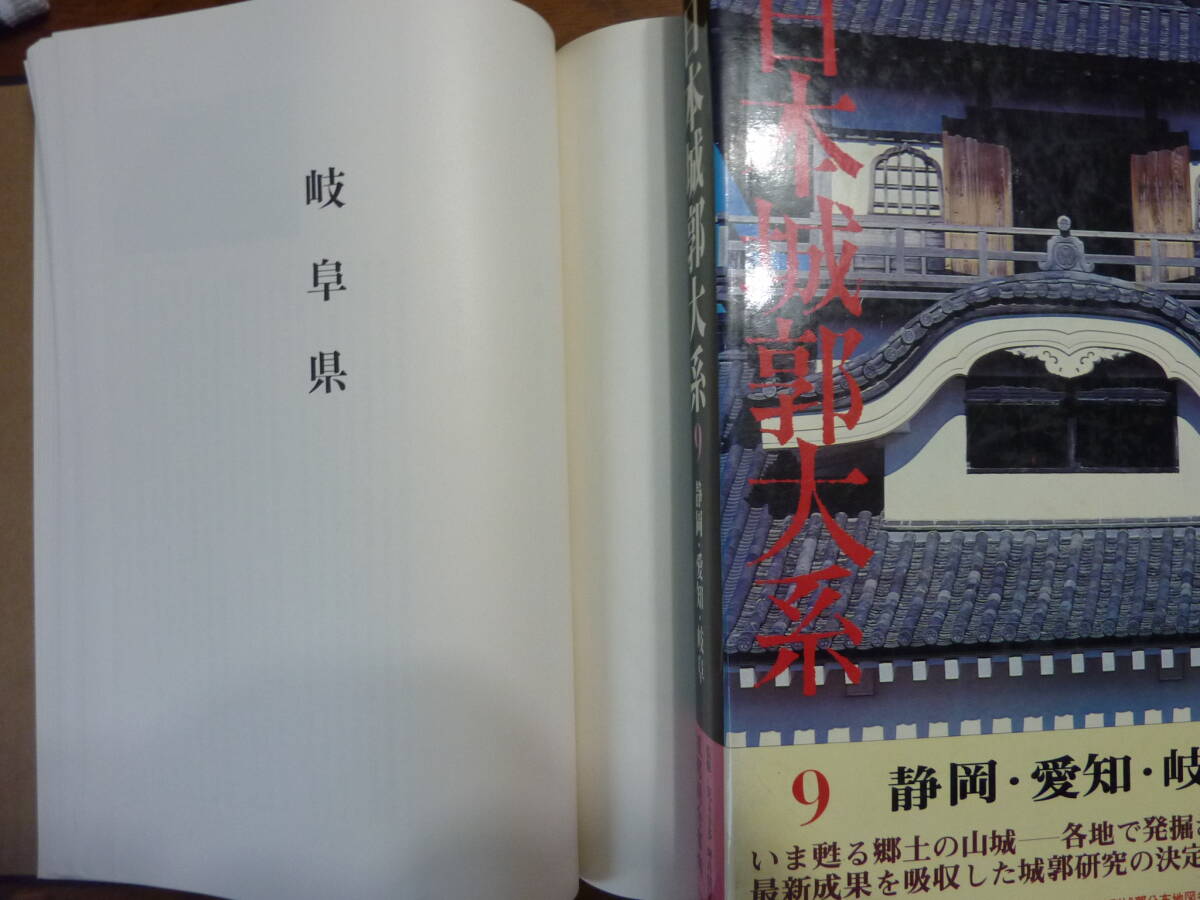 岐阜県
日本城郭大系 9 静岡・愛知・岐阜
日本城郭大系
9 静岡・愛知・岐
いま甦る郷土の山城──各地で発掘
最新成果を吸収した城郭研究の決定